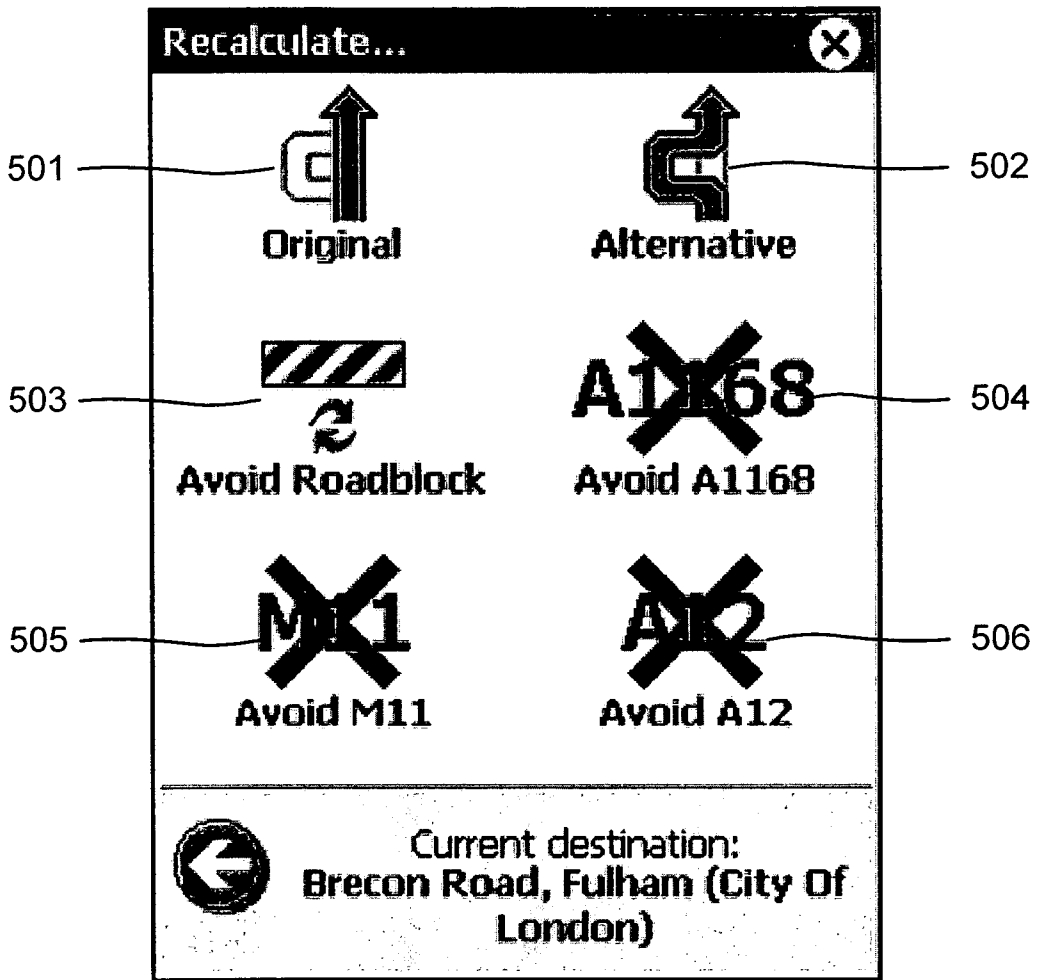 Recalculate...
501
502
Original
Alternative
503
A1168
504
Avoid Roadblock
Avoid A1168
505
M11
A12
506
Avoid M11
Avoid A12
Current destination:
Brecon Road, Fulham (City Of
London)